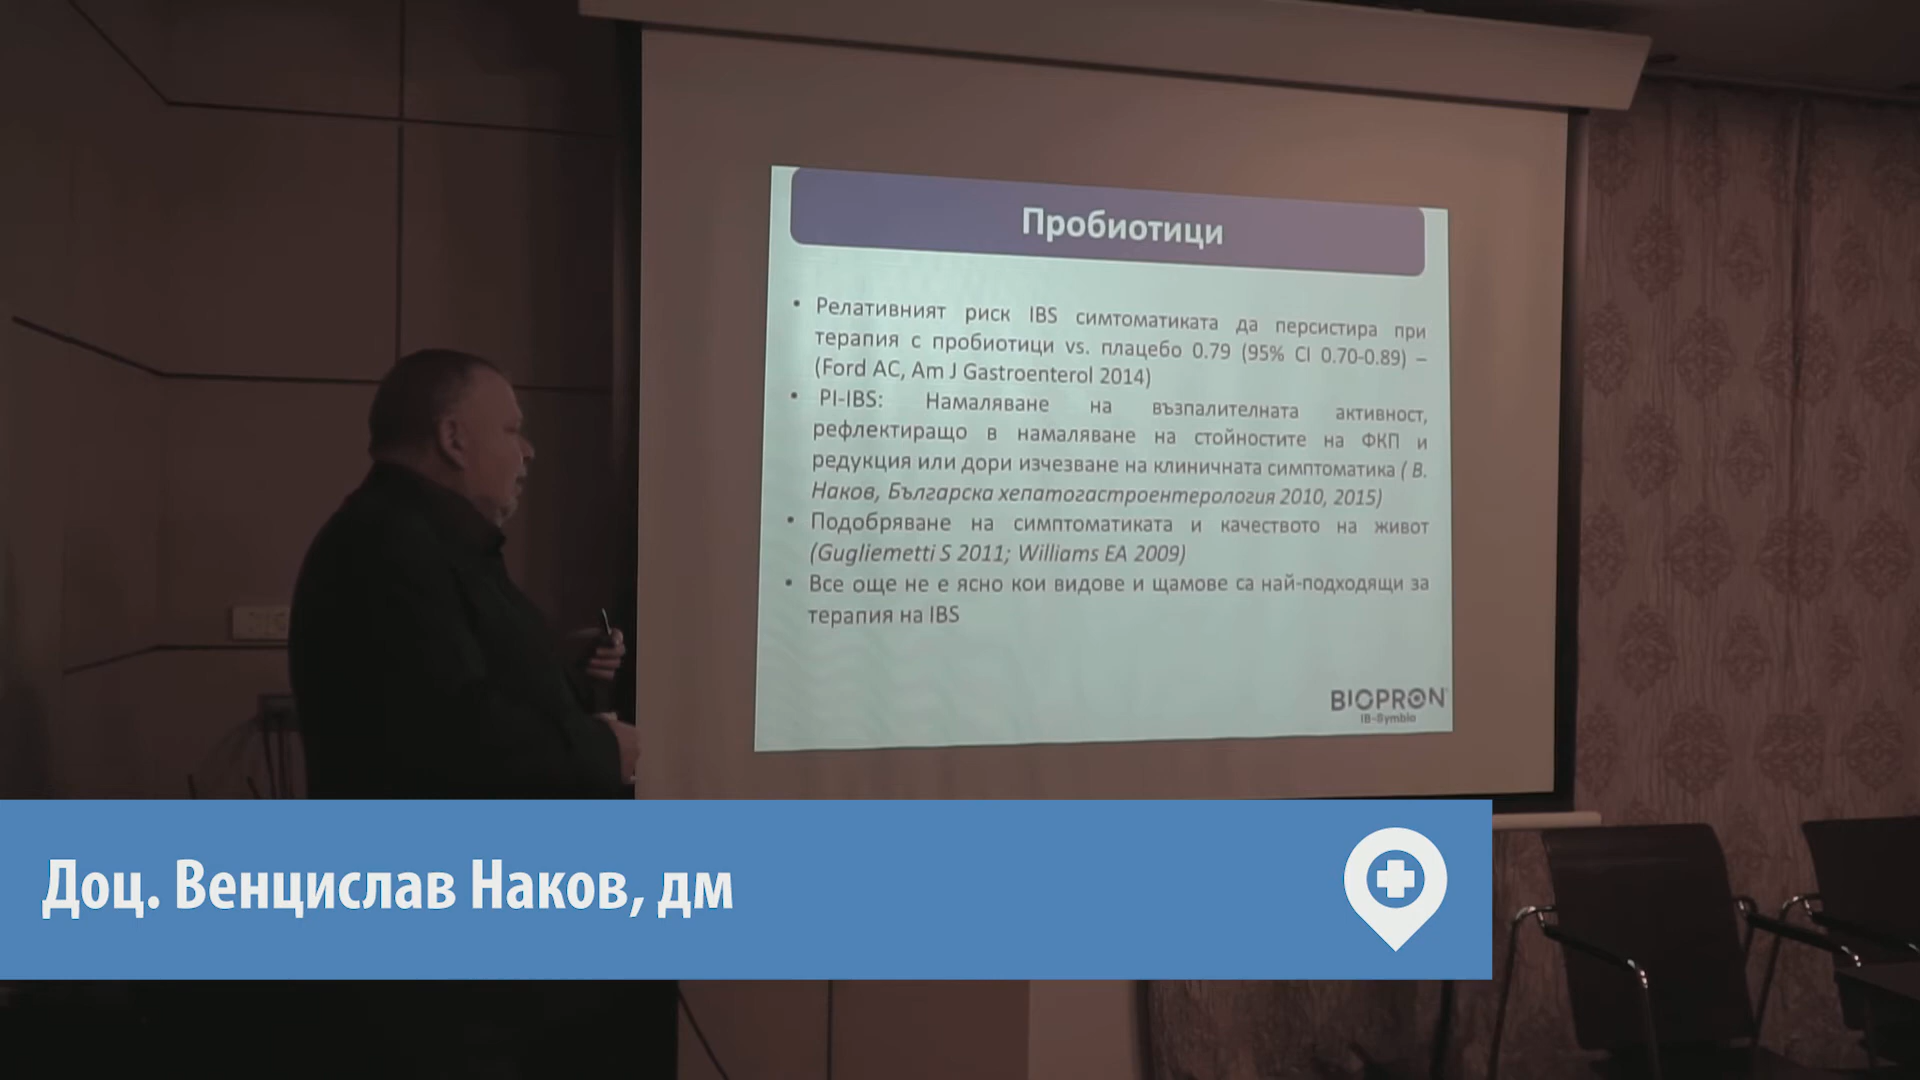 Пробиотици
• Релативният риск IBS симтоматиката да персистира при
терапия с пробиотици vs. плацебо 0.79 (95% CI 0.70-0.89) –
(Ford AC, Am J Gastroenterol 2014)
• PI-IBS: Намаляване на възпалителната активност,
рефлектиращо в намаляване на стойностите на ФКП и
редукция или дори изчезване на клиничната симптоматика ( В.
Наков, Българска хепатогастроентерология 2010, 2015)
• Подобряване на симптоматиката и качеството на живот
(Gugliemetti S 2011; Williams EA 2009)
• Все още не е ясно кои видове и щамове са най-подходящи за
терапия на IBS
BIOPRON
IB-Symbio
Доц. Венцислав Наков, дм